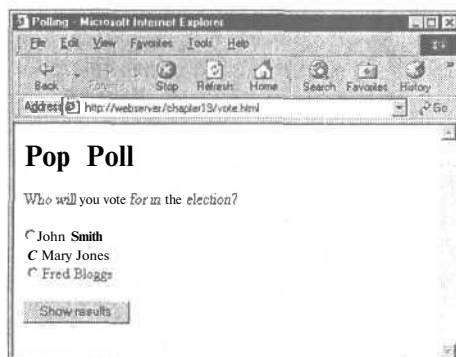 Polling - Microsoft Internet Explorer
File Edit View Favorites Tools Help
Back Forward Stop Refresh Home Search Favorites History
Address http://webserver/chapter13/vote.html Go
Pop Poll
Who will you vote for in the election?
John Smith
C Mary Jones
Fred Bloggs
Show results